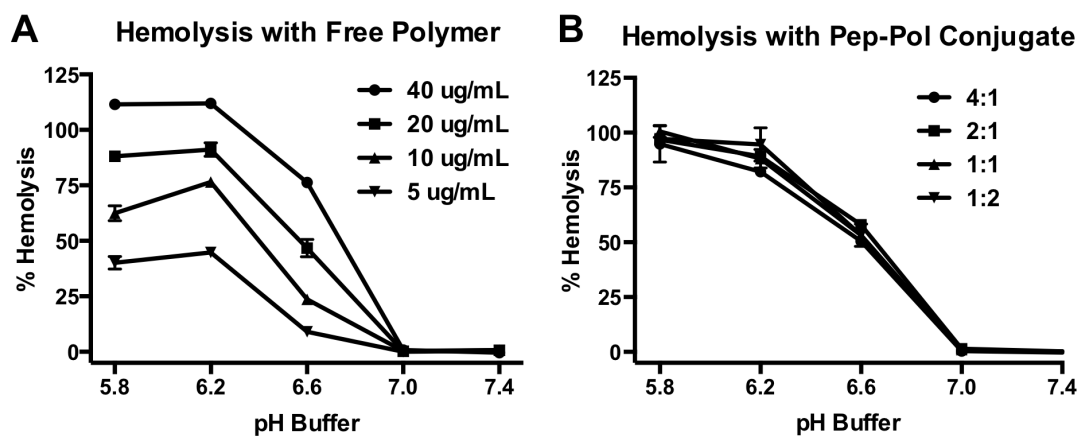 A
Hemolysis with Free Polymer
125
100
75
50
25
0
% Hemolysis
40 ug/mL
20 ug/mL
10 ug/mL
5 ug/mL
5.8 6.2 6.6 7.0 7.4
pH Buffer
B
Hemolysis with Pep-Pol Conjugate
125
100
75
50
25
0
% Hemolysis
4:1
2:1
1:1
1:2
5.8 6.2 6.6 7.0 7.4
pH Buffer